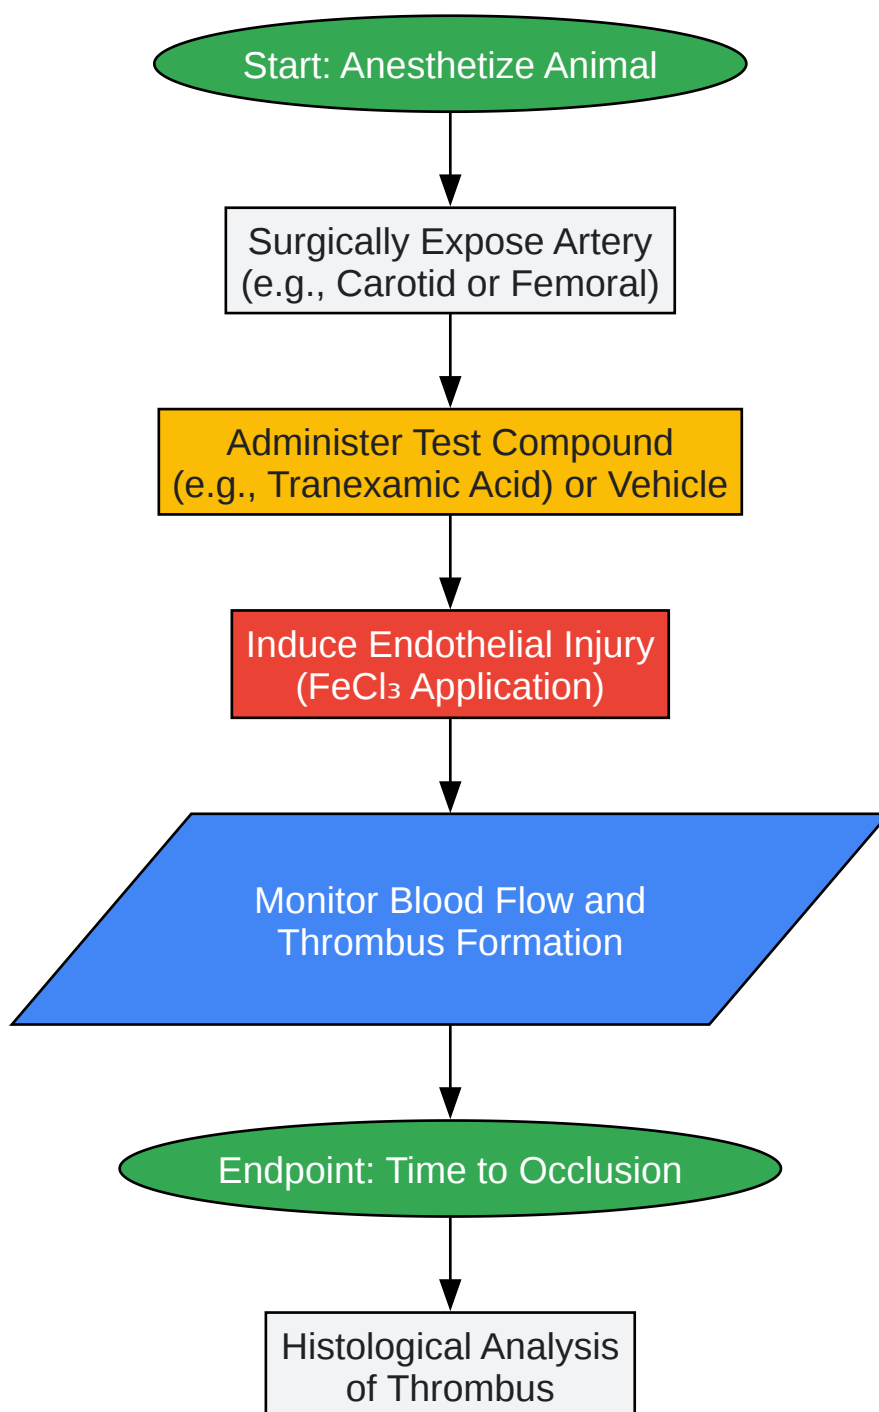 Start: Anesthetize Animal
Surgically Expose Artery
(e.g., Carotid or Femoral)
Administer Test Compound
(e.g., Tranexamic Acid) or Vehicle
Induce Endothelial Injury
(FeCl₃ Application)
Monitor Blood Flow and
Thrombus Formation
Endpoint: Time to Occlusion
Histological Analysis
of Thrombus